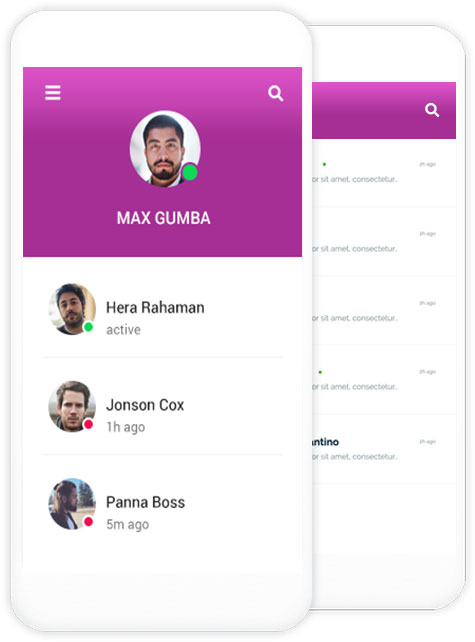 MAX GUMBA
Hera Rahaman
active
Jonson Cox
1h ago
Panna Boss
5m ago
2h ago
or sit amet, consectetur.
2h ago
or sit amet, consectetur.
2h ago
or sit amet, consectetur.
2h ago
or sit amet, consectetur.
antino
2h ago
or sit amet, consectetur.